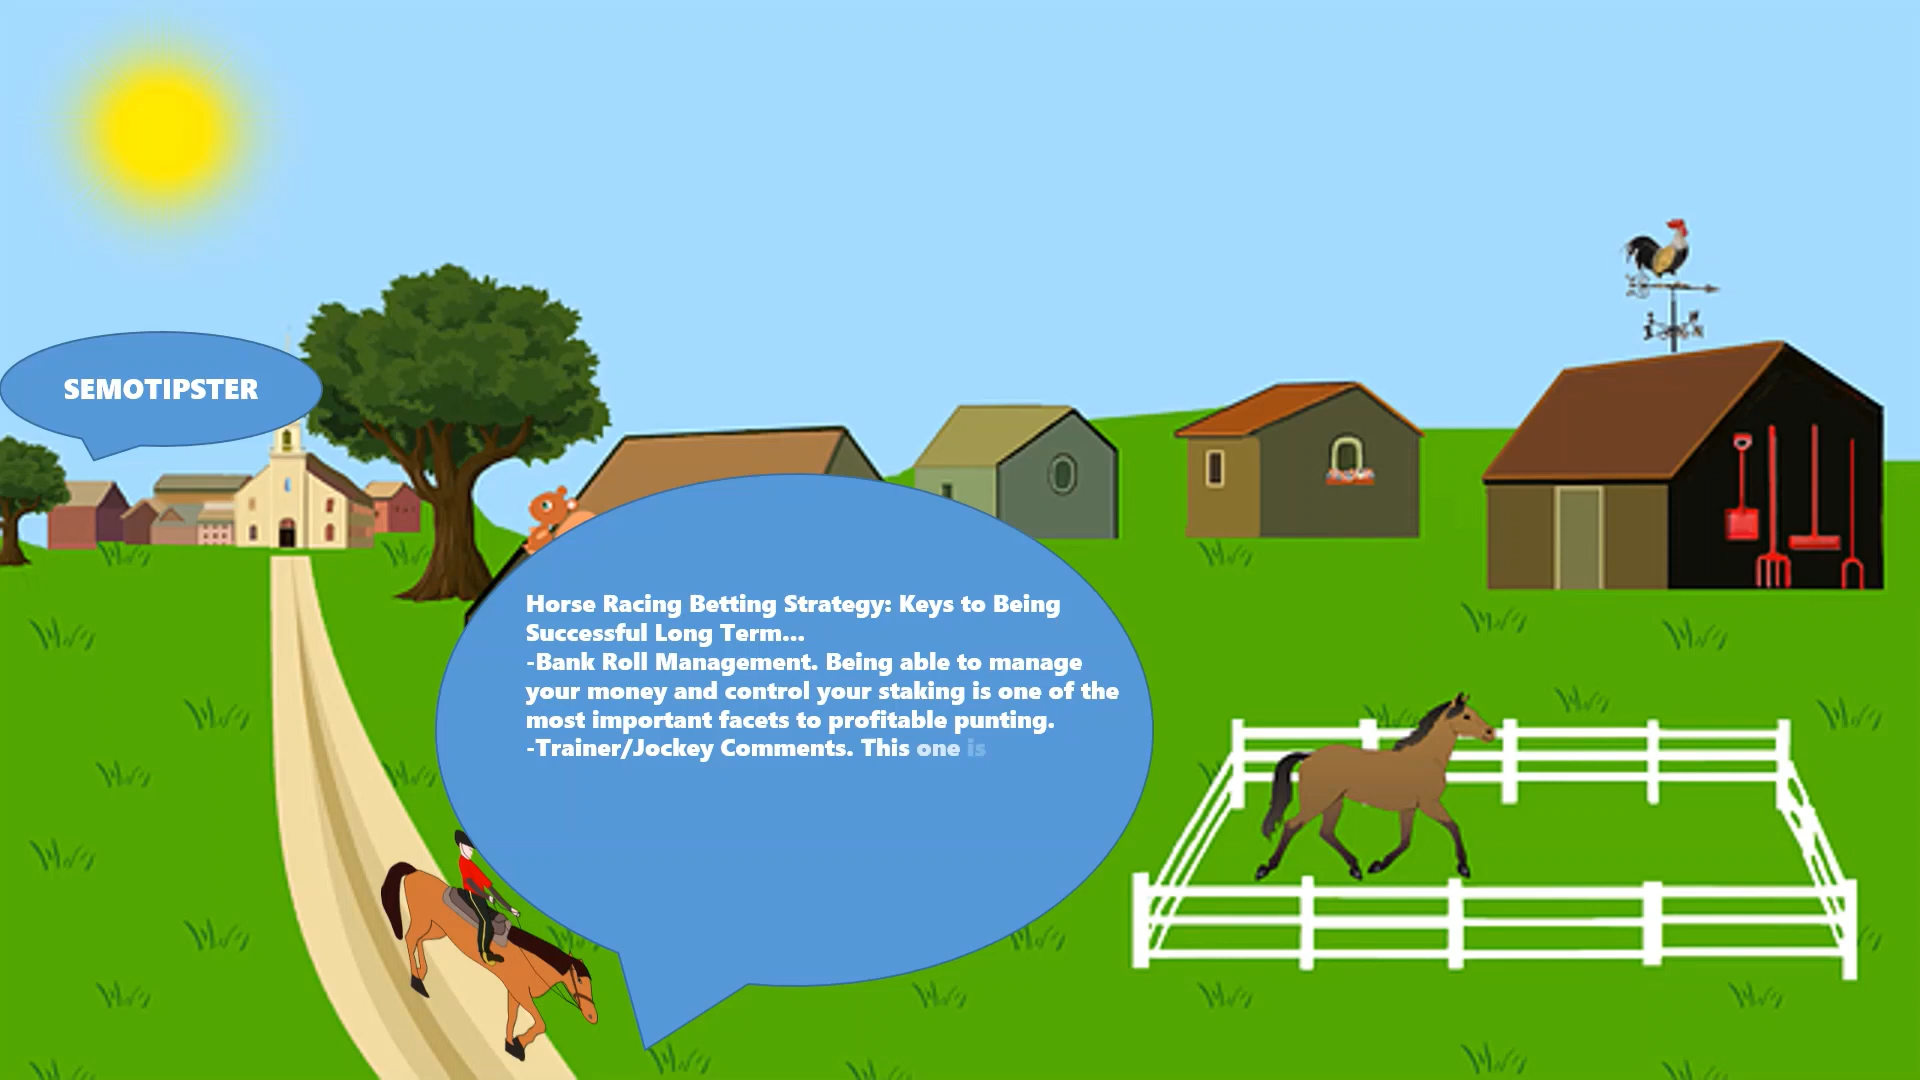 SEMOTIPSTER
Horse Racing Betting Strategy: Keys to Being
Successful Long Term...
-Bank Roll Management. Being able to manage
your money and control your staking is one of the
most important facets to profitable punting.
-Trainer/Jockey Comments. This one is